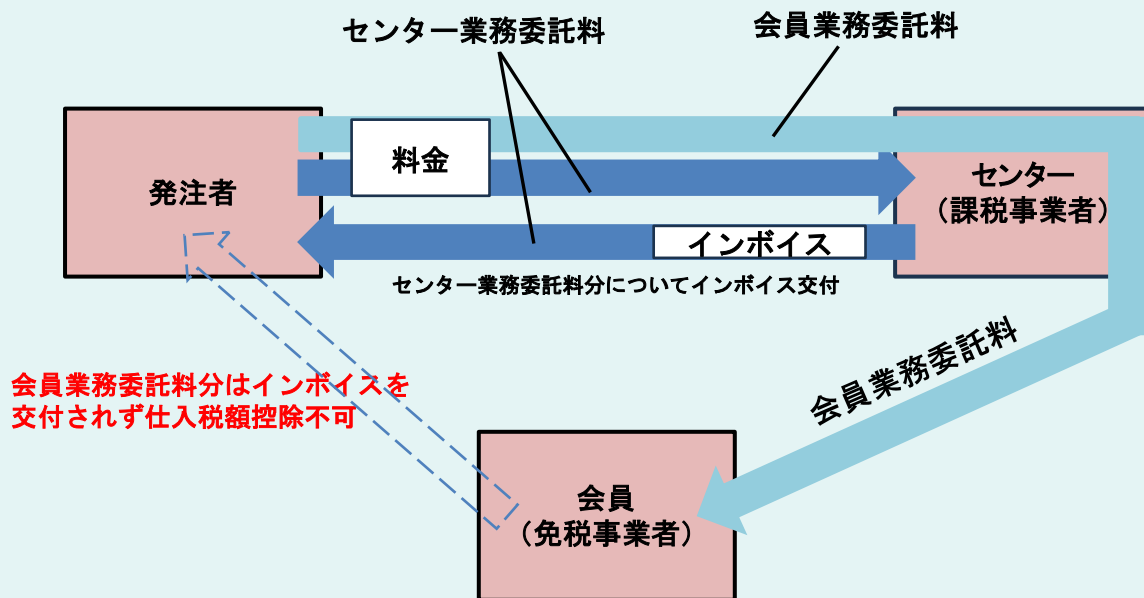 センター業務委託料
会員業務委託料
発注者
料金
センター
（課税事業者）
インボイス
センター業務委託料分についてインボイス交付
会員業務委託料分はインボイスを
交付されず仕入税額控除不可
会員業務委託料
会員
（免税事業者）